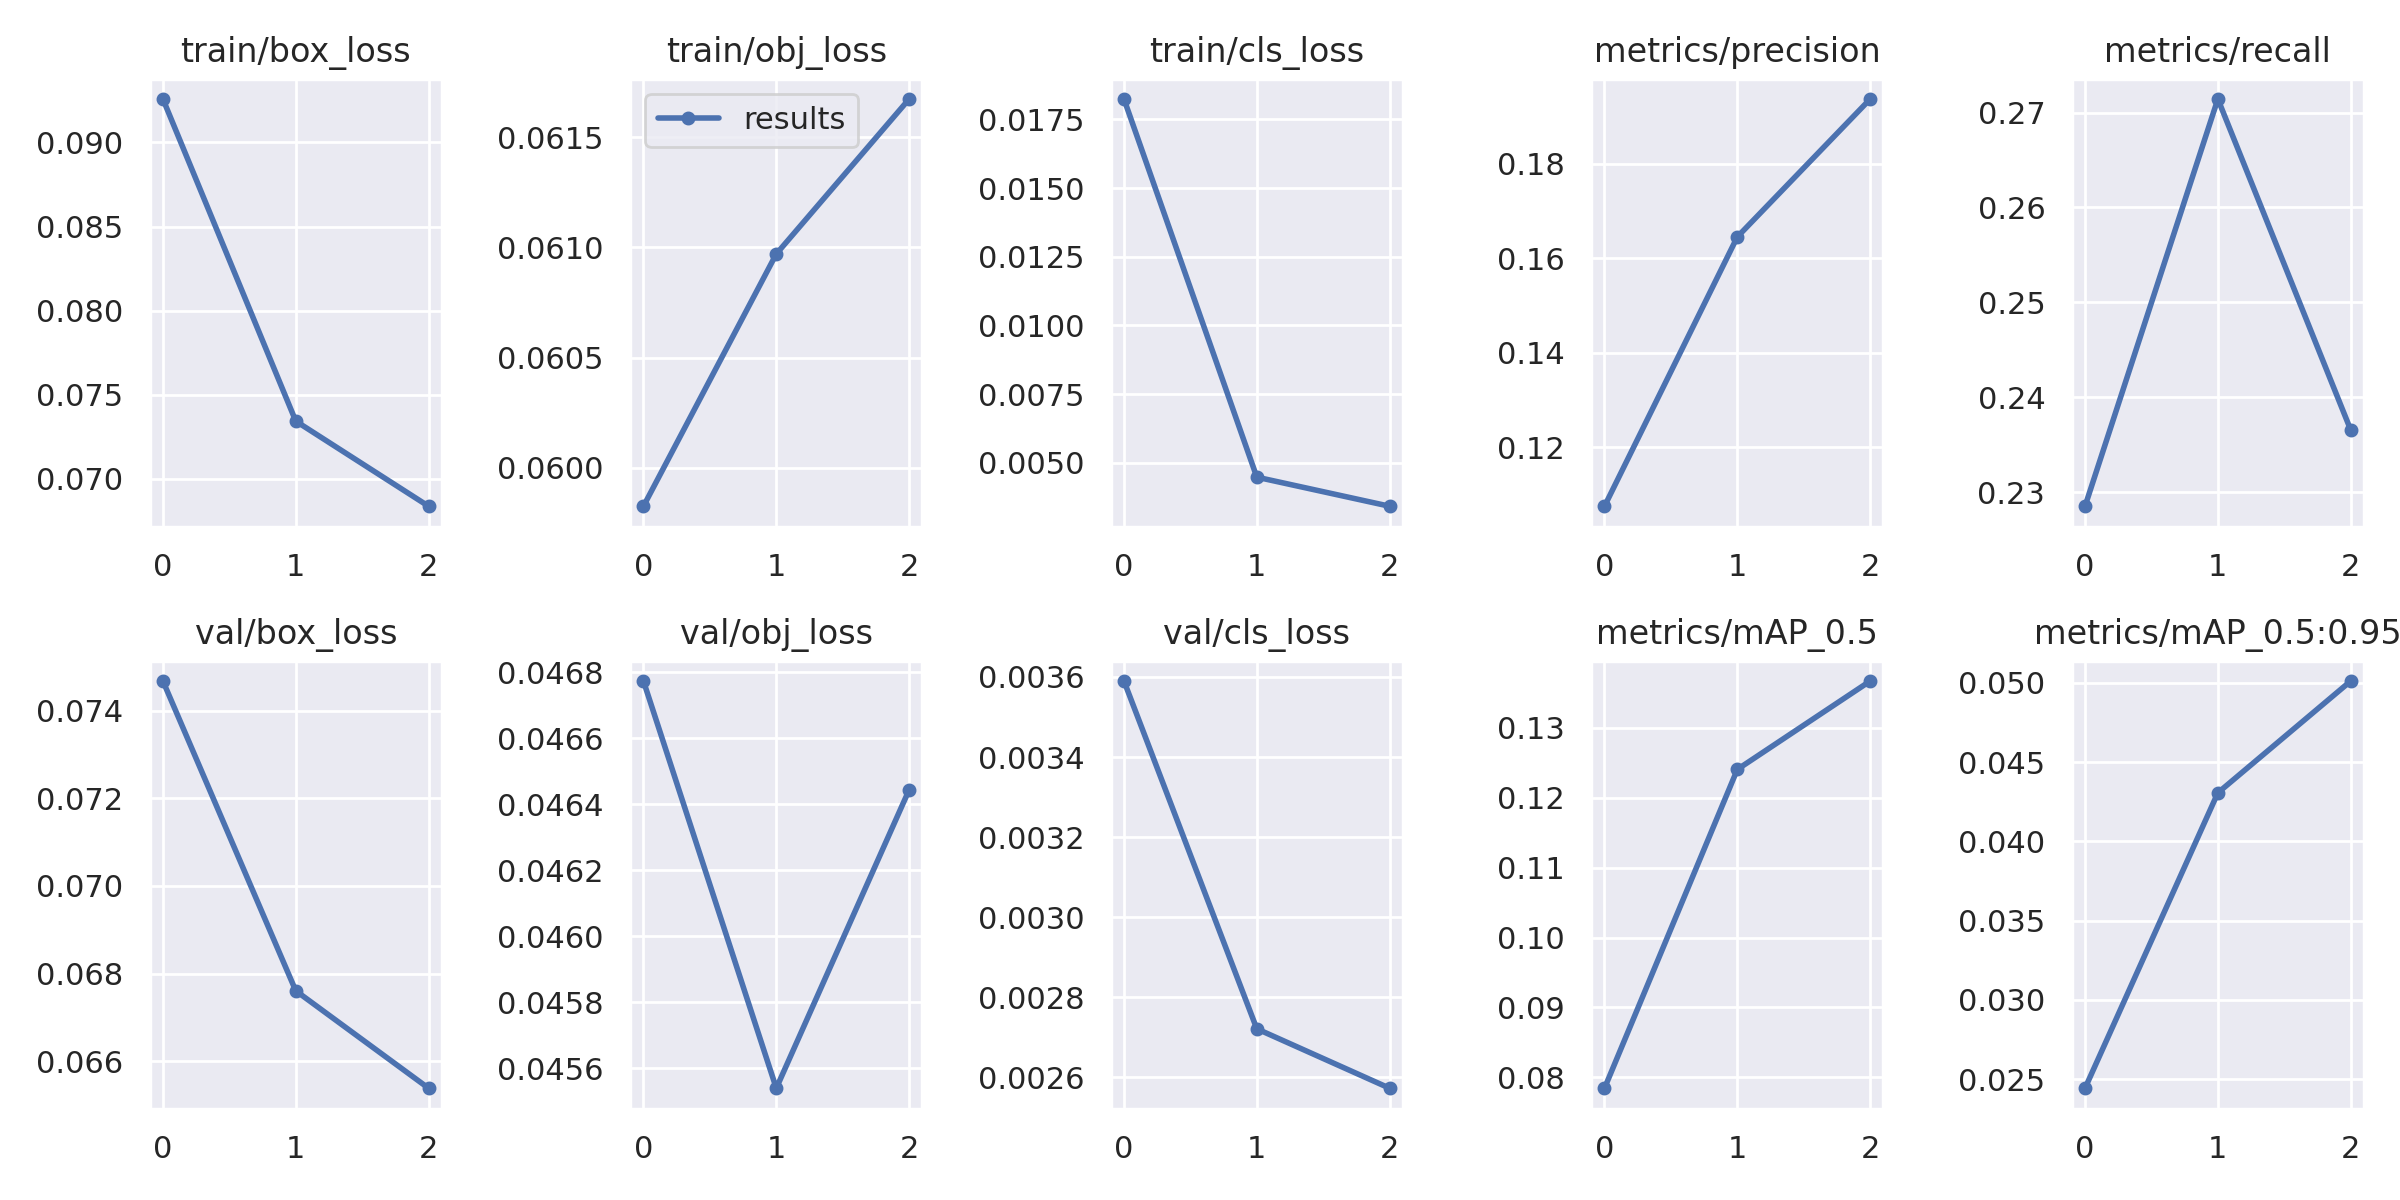 train/box_loss
0.090
0.085
0.080
0.075
0.070
0 1 2
train/obj_loss
results
0.0615
0.0610
0.0605
0.0600
0 1 2
train/cls_loss
0.0175
0.0150
0.0125
0.0100
0.0075
0.0050
0 1 2
metrics/precision
0.18
0.16
0.14
0.12
0 1 2
metrics/recall
0.27
0.26
0.25
0.24
0.23
0 1 2
val/box_loss
0.074
0.072
0.070
0.068
0.066
0 1 2
val/obj_loss
0.0468
0.0466
0.0464
0.0462
0.0460
0.0458
0.0456
0 1 2
val/cls_loss
0.0036
0.0034
0.0032
0.0030
0.0028
0.0026
0 1 2
metrics/mAP_0.5
0.13
0.12
0.11
0.10
0.09
0.08
0 1 2
metrics/mAP_0.5:0.95
0.050
0.045
0.040
0.035
0.030
0.025
0 1 2